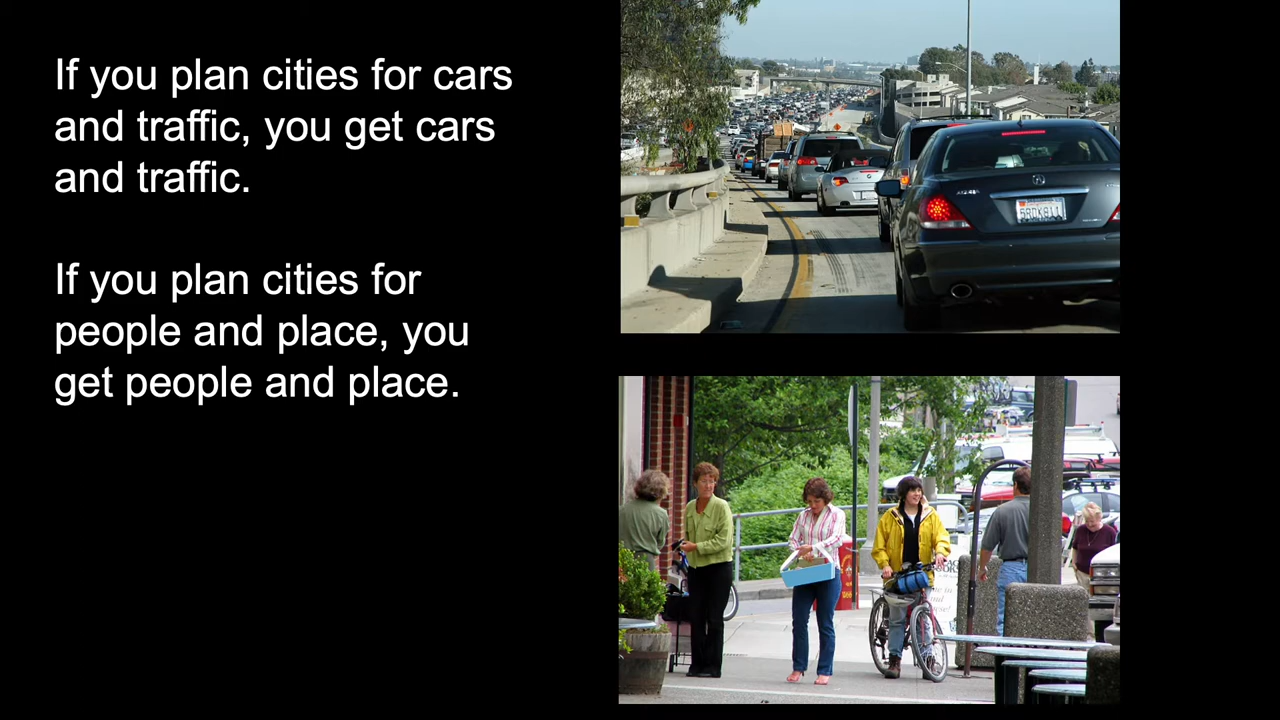 If you plan cities for cars
and traffic, you get cars
and traffic.
If you plan cities for
people and place, you
get people and place.